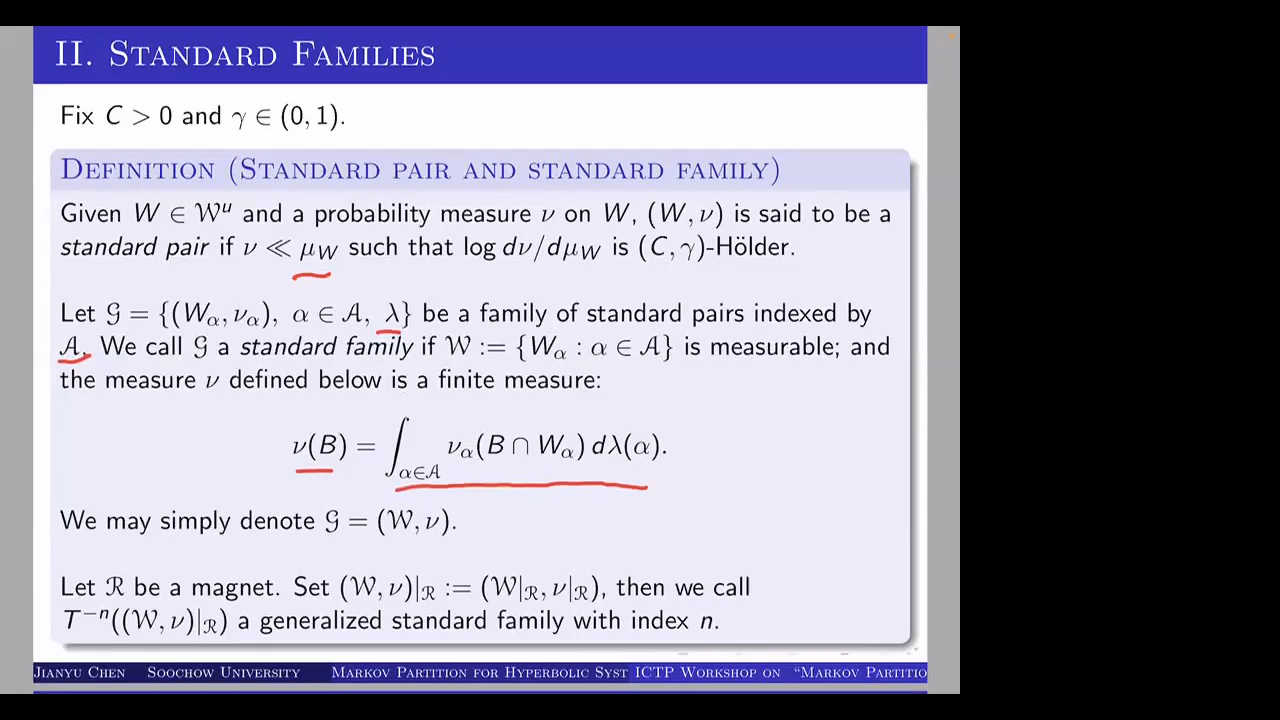 II. STANDARD FAMILIES
Fix C > 0 and γ ∈ (0, 1).
DEFINITION (STANDARD PAIR AND STANDARD FAMILY)
Given W ∈ 𝒲ᵘ and a probability measure ν on W, (W, ν) is said to be a
standard pair if ν ≪ μ_W such that log dν/dμ_W is (C, γ)-Hölder.
Let 𝒢 = {(W_α, ν_α), α ∈ 𝒜, λ} be a family of standard pairs indexed by
𝒜. We call 𝒢 a standard family if 𝒲 := {W_α : α ∈ 𝒜} is measurable; and
the measure ν defined below is a finite measure:
ν(B) = ∫_{α∈𝒜} ν_α(B ∩ W_α) dλ(α).
We may simply denote 𝒢 = (𝒲, ν).
Let ℛ be a magnet. Set (𝒲, ν)|_ℛ := (𝒲|_ℛ, ν|_ℛ), then we call
T⁻ⁿ((𝒲, ν)|_ℛ) a generalized standard family with index n.
JIANYU CHEN SOOCHOW UNIVERSITY MARKOV PARTITION FOR HYPERBOLIC SYST ICTP WORKSHOP ON “MARKOV PARTITIO